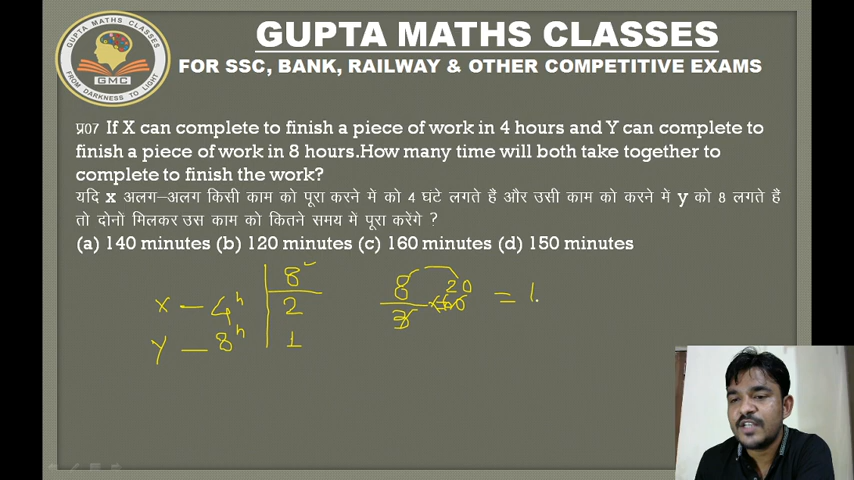 GUPTA MATHS CLASSES
GUPTA MATHS CLASSES
FOR SSC, BANK, RAILWAY & OTHER COMPETITIVE EXAMS
GMC
FROM DARKNESS TO LIGHT
प्र07 If X can complete to finish a piece of work in 4 hours and Y can complete to
finish a piece of work in 8 hours.How many time will both take together to
complete to finish the work?
यदि x अलग–अलग किसी काम को पूरा करने में को 4 घंटे लगते है और उसी काम को करने में y को 8 लगते है
तो दोनों मिलकर उस काम को कितने समय में पूरा करेंगे ?
(a) 140 minutes (b) 120 minutes (c) 160 minutes (d) 150 minutes
8
x — 4h 2
y — 8h 1
20
8/3 ×60 = 1